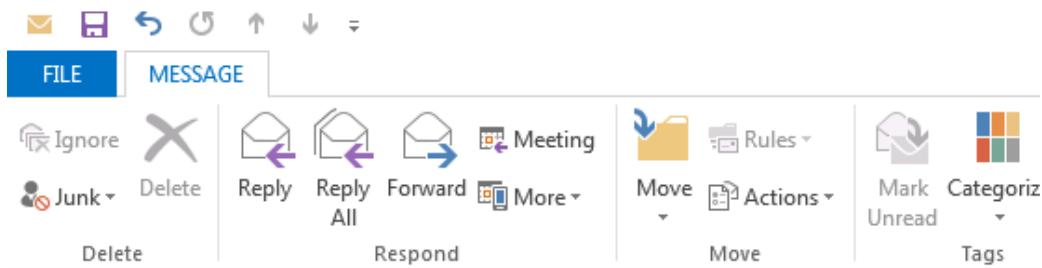 FILE MESSAGE
Ignore
Junk
Delete
Reply
Reply
All
Forward
Meeting
More
Move
Rules
Actions
Mark
Unread
Categoriz
Delete Respond Move Tags